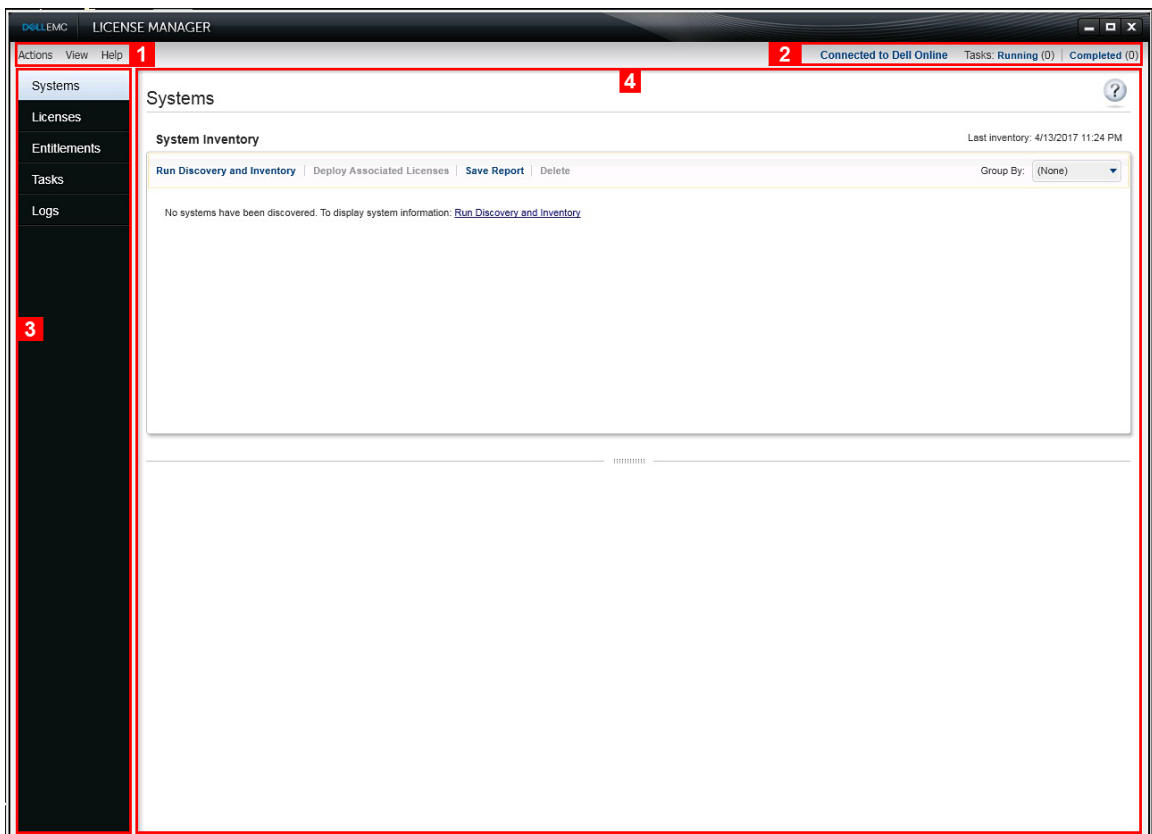 DELLEMC LICENSE MANAGER
Actions View Help 1 2 Connected to Dell Online Tasks: Running (0) Completed (0)
Systems
Licenses
Entitlements
Tasks
Logs
3
4
Systems ?
System Inventory Last inventory: 4/13/2017 11:24 PM
Run Discovery and Inventory Deploy Associated Licenses Save Report Delete Group By: (None)
No systems have been discovered. To display system information: Run Discovery and Inventory